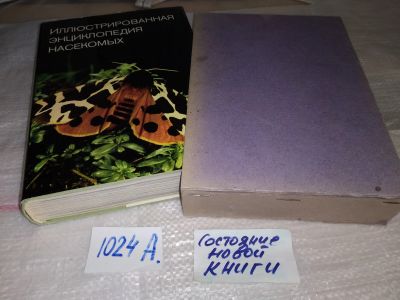 ИЛЛЮСТРИРОВАННАЯ
ЭНЦИКЛОПЕДИЯ
НАСЕКОМЫХ
1024 А.
Состояние
новой
книги